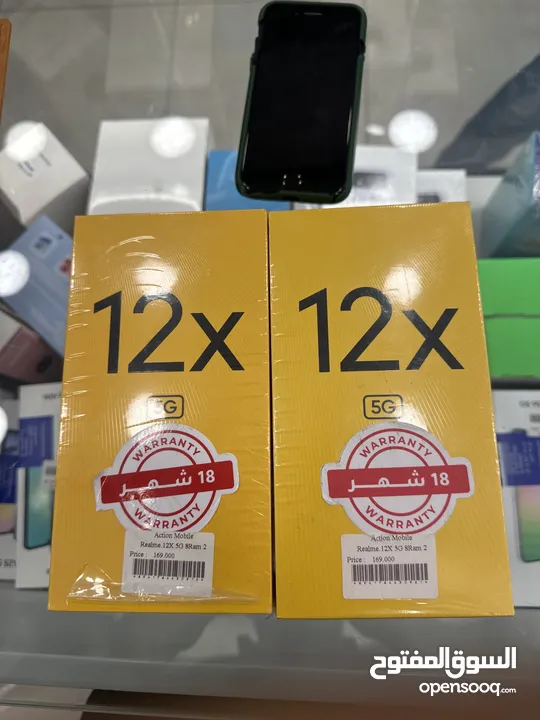 12x
5G
WARRANTY
18 شهر
WARRANTY
Action Mobile
Realme.12X 5G 8Ram 2
Price : 169.000
12x
5G
WARRANTY
18 شهر
WARRANTY
Action Mobile
Realme.12X 5G 8Ram 2
Price : 169.000
السوق المفتوح
opensooq.com